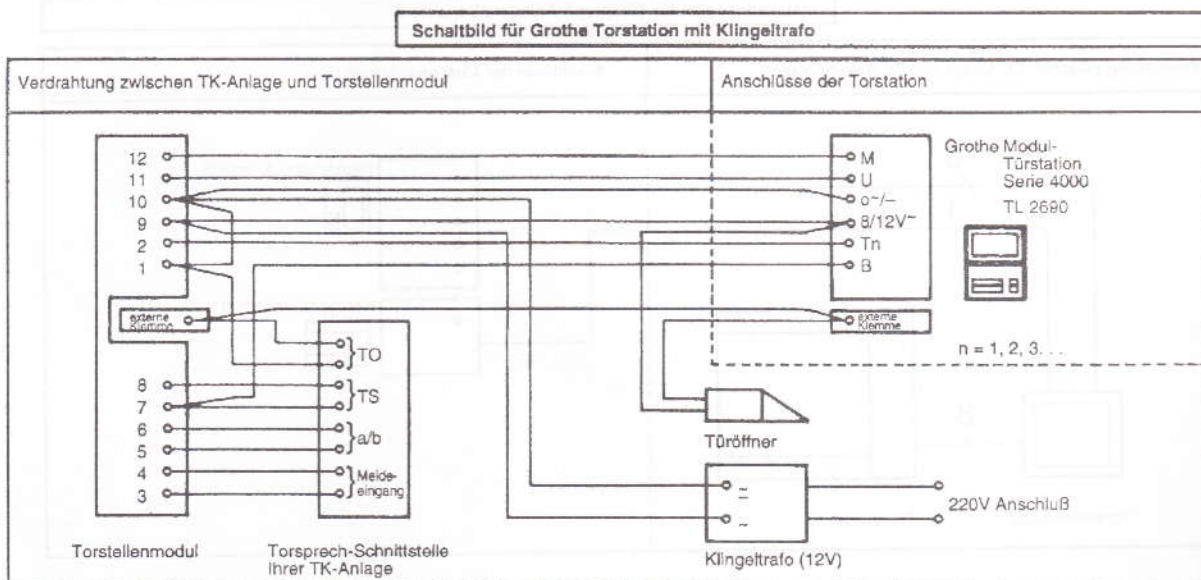 Schaltbild für Grothe Torstation mit Klingeltrafo
Verdrahtung zwischen TK-Anlage und Torstellenmodul
Anschlüsse der Torstation
12
11
10
9
2
1
externe
Klemme
8
7
6
5
4
3
TO
TS
a/b
Melde-
eingang
Torstellenmodul
Torsprech-Schnittstelle
Ihrer TK-Anlage
M
U
o~/–
8/12V~
Tn
B
externe
Klemme
Grothe Modul-
Türstation
Serie 4000
TL 2690
n = 1, 2, 3. . .
Türöffner
220V Anschluß
Klingeltrafo (12V)